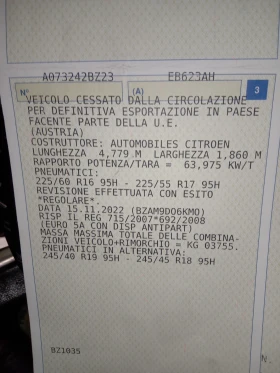 A073242BZ23 EB623AH
N° (A) 3
VEICOLO CESSATO DALLA CIRCOLAZIONE
PER DEFINITIVA ESPORTAZIONE IN PAESE
FACENTE PARTE DELLA U.E.
(AUSTRIA)
COSTRUTTORE: AUTOMOBILES CITROEN
LUNGHEZZA 4,779 M LARGHEZZA 1,860 M
RAPPORTO POTENZA/TARA = 63,975 KW/T
PNEUMATICI:
225/60 R16 95H - 225/55 R17 95H
REVISIONE EFFETTUATA CON ESITO
*REGOLARE*.
DATA 15.11.2022 (BZAM9DO6KMO)
RISP IL REG 715/2007*692/2008
(EURO 5A CON DISP ANTIPART)
MASSA MASSIMA TOTALE DELLE COMBINA-
ZIONI VEICOLO+RIMORCHIO = KG 03755.
PNEUMATICI IN ALTERNATIVA:
245/40 R19 95H - 245/45 R18 95H
BZ1035
N.